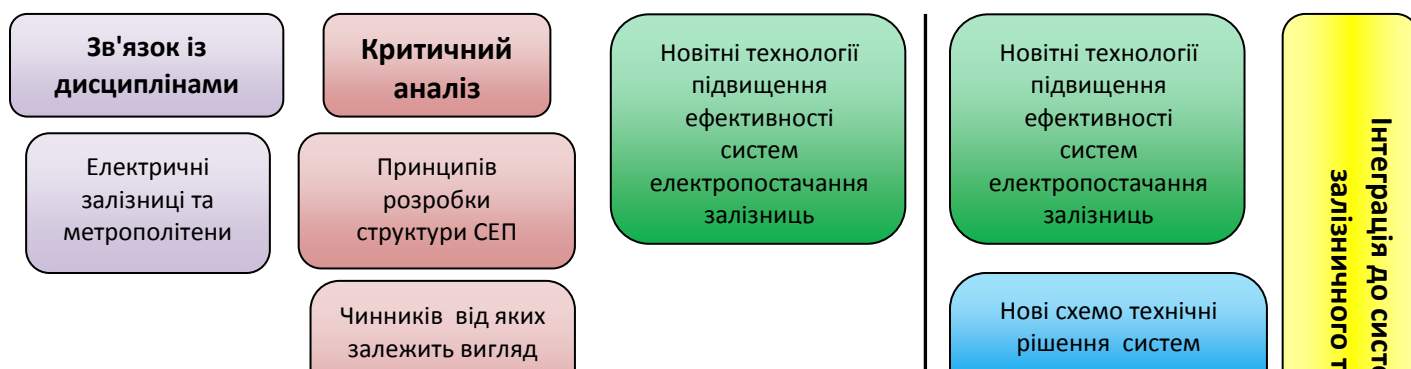 Зв'язок із
дисциплінами
Електричні
залізниці та
метрополітени
Критичний
аналіз
Принципів
розробки
структури СЕП
Чинників від яких
залежить вигляд
Новітні технології
підвищення
ефективності
систем
електропостачання
залізниць
Новітні технології
підвищення
ефективності
систем
електропостачання
залізниць
Нові схемо технічні
рішення систем
Інтеграція до
залізничного